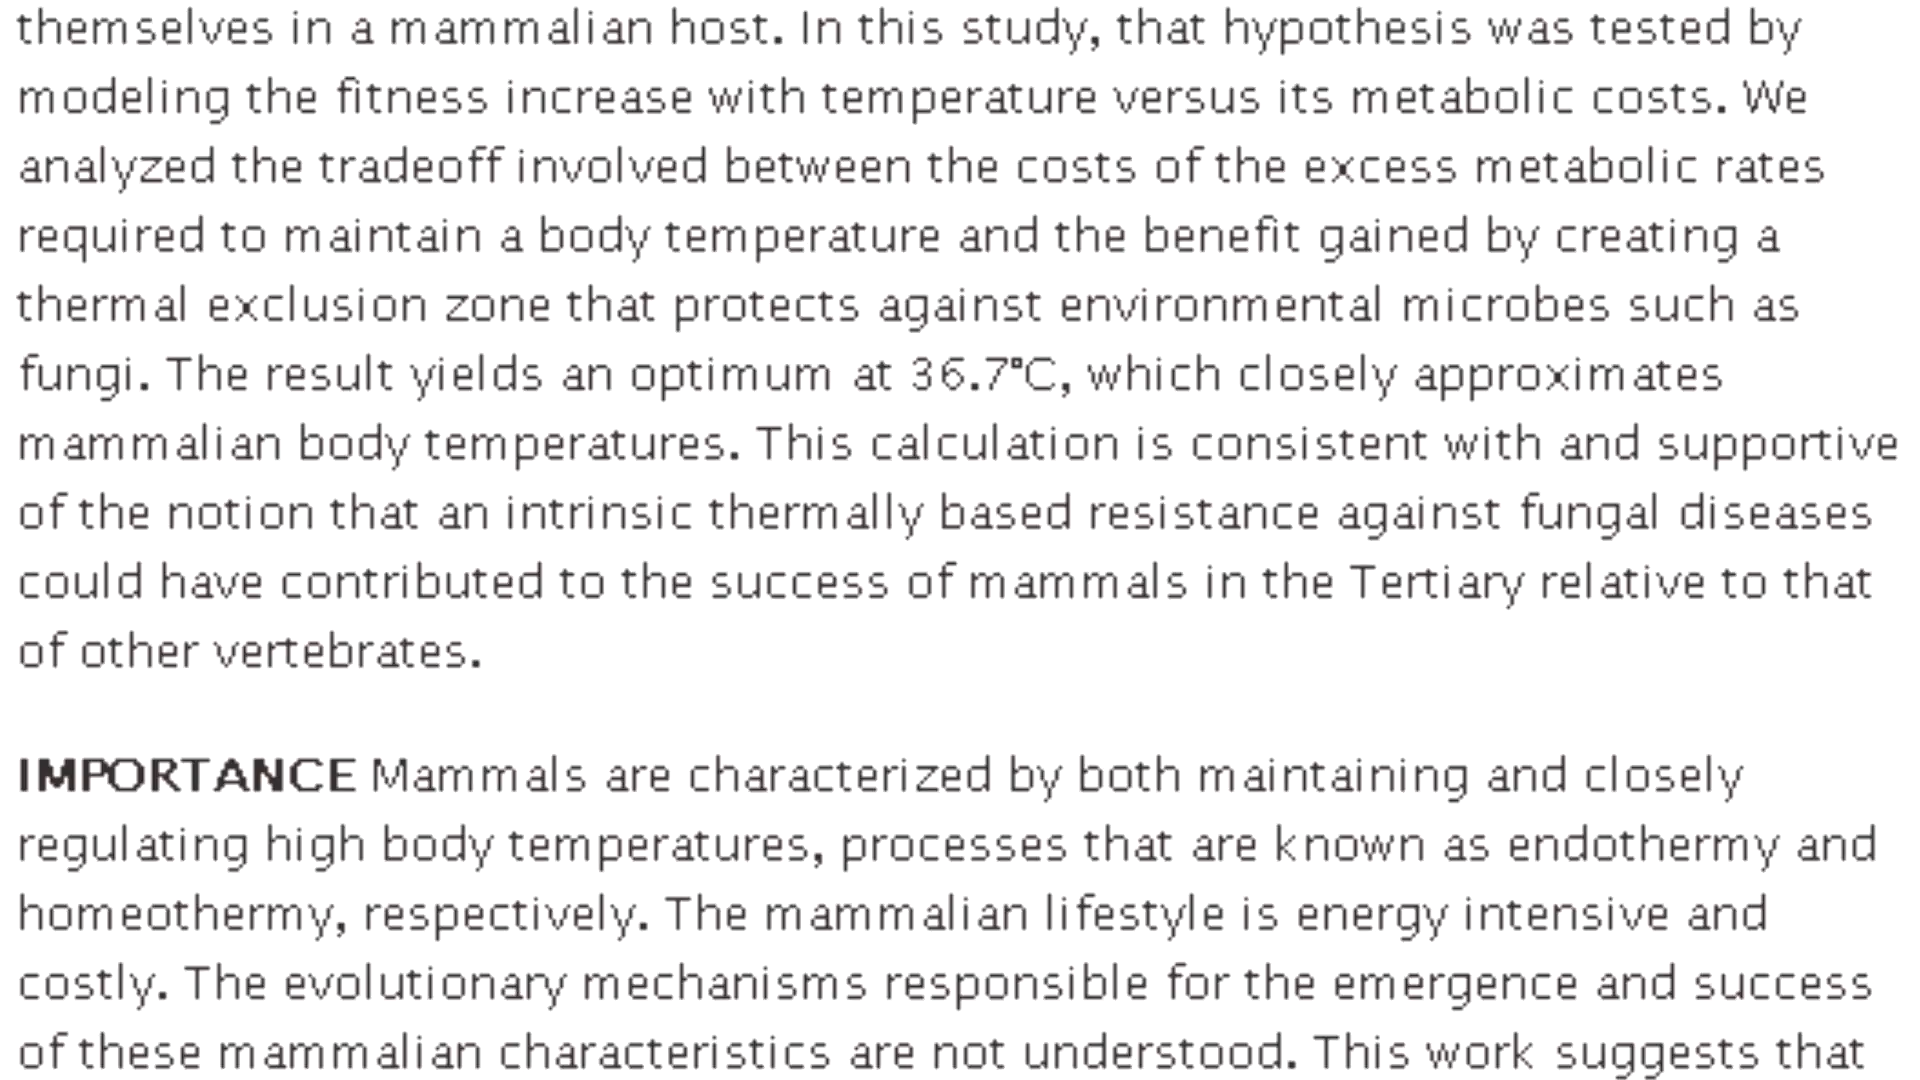 themselves in a mammalian host. In this study, that hypothesis was tested by
modeling the fitness increase with temperature versus its metabolic costs. We
analyzed the tradeoff involved between the costs of the excess metabolic rates
required to maintain a body temperature and the benefit gained by creating a
thermal exclusion zone that protects against environmental microbes such as
fungi. The result yields an optimum at 36.7°C, which closely approximates
mammalian body temperatures. This calculation is consistent with and supportive
of the notion that an intrinsic thermally based resistance against fungal diseases
could have contributed to the success of mammals in the Tertiary relative to that
of other vertebrates.
IMPORTANCE Mammals are characterized by both maintaining and closely
regulating high body temperatures, processes that are known as endothermy and
homeothermy, respectively. The mammalian lifestyle is energy intensive and
costly. The evolutionary mechanisms responsible for the emergence and success
of these mammalian characteristics are not understood. This work suggests that